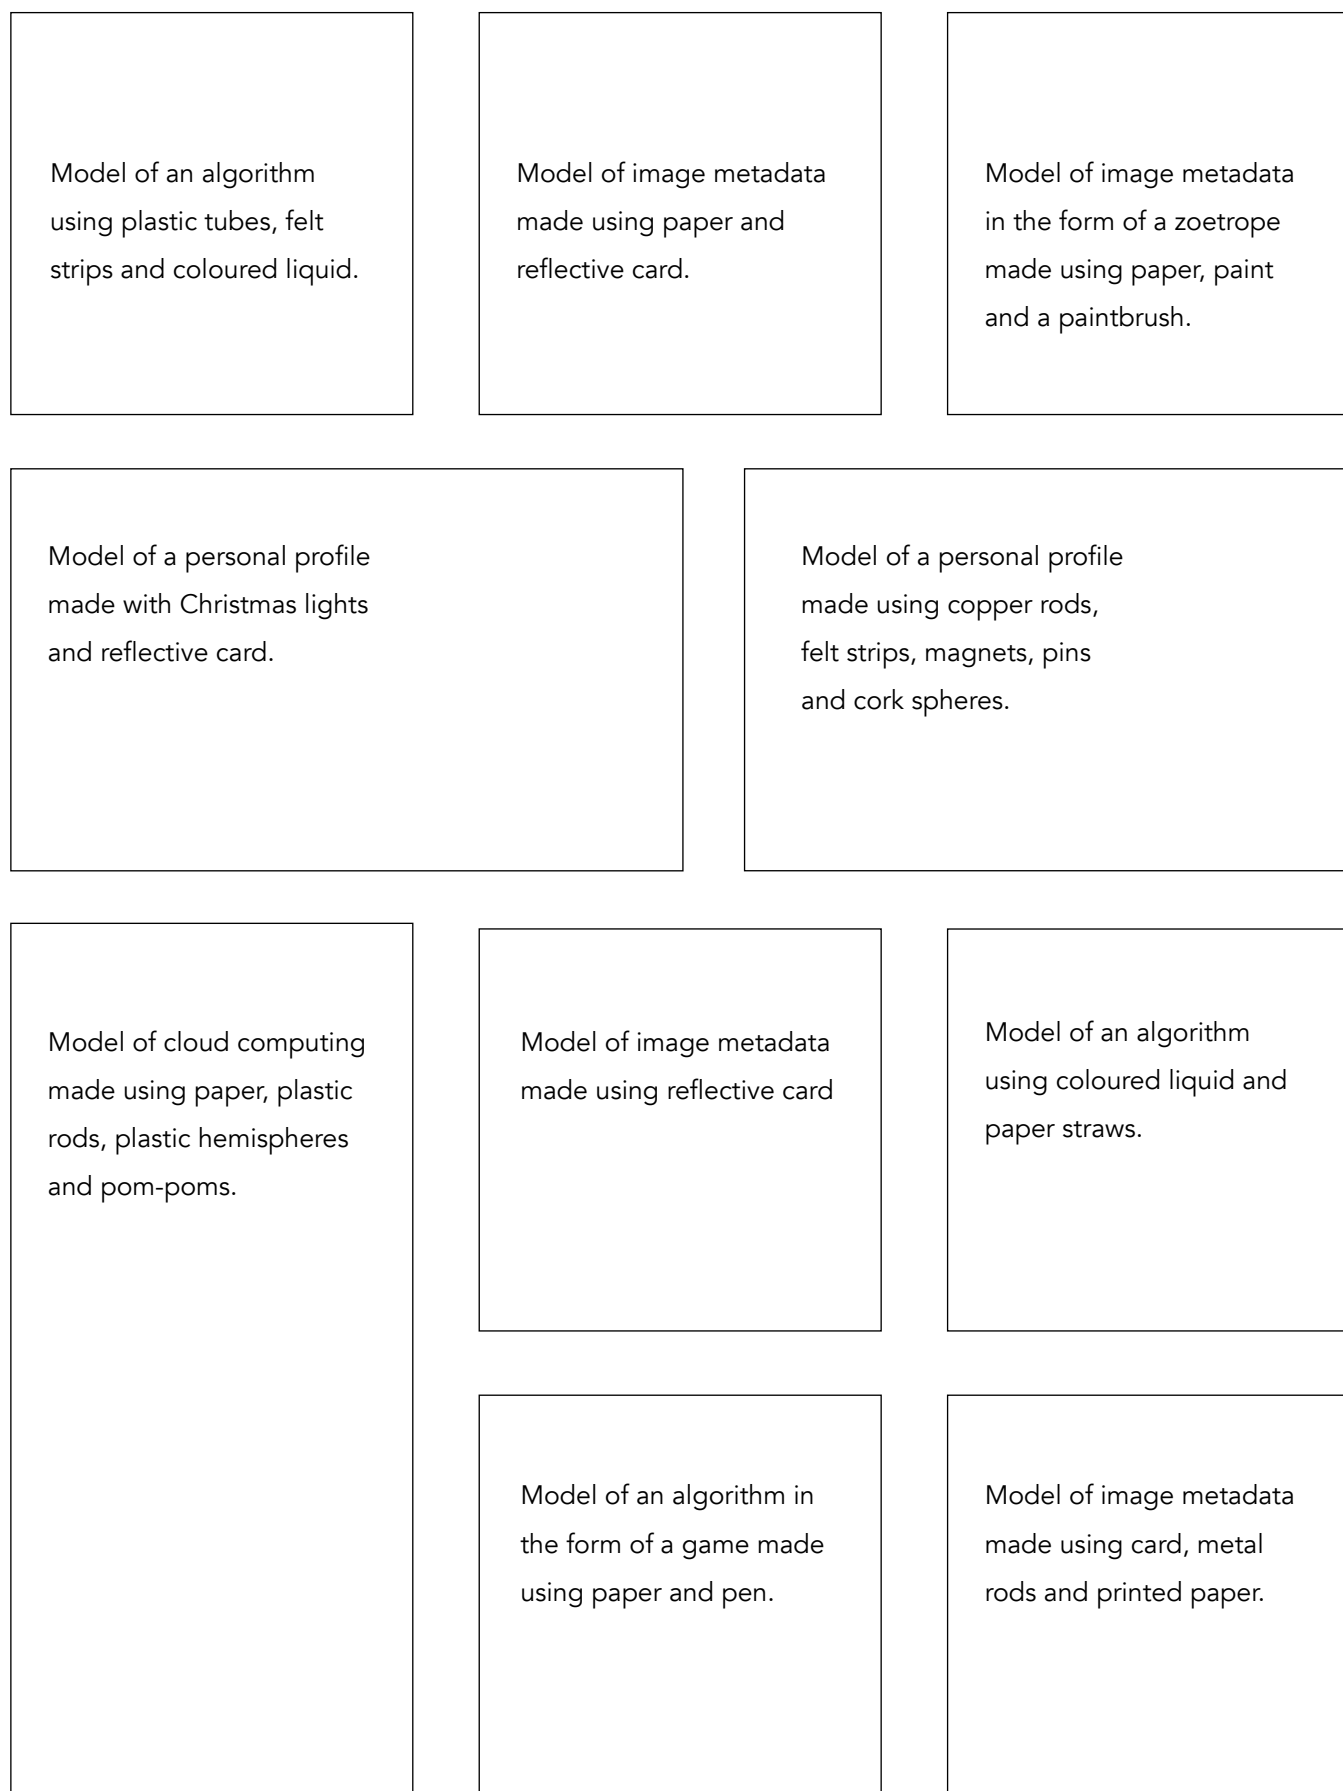 Model of an algorithm
using plastic tubes, felt
strips and coloured liquid.
Model of image metadata
made using paper and
reflective card.
Model of image metadata
in the form of a zoetrope
made using paper, paint
and a paintbrush.
Model of a personal profile
made with Christmas lights
and reflective card.
Model of a personal profile
made using copper rods,
felt strips, magnets, pins
and cork spheres.
Model of cloud computing
made using paper, plastic
rods, plastic hemispheres
and pom-poms.
Model of image metadata
made using reflective card
Model of an algorithm
using coloured liquid and
paper straws.
Model of an algorithm in
the form of a game made
using paper and pen.
Model of image metadata
made using card, metal
rods and printed paper.